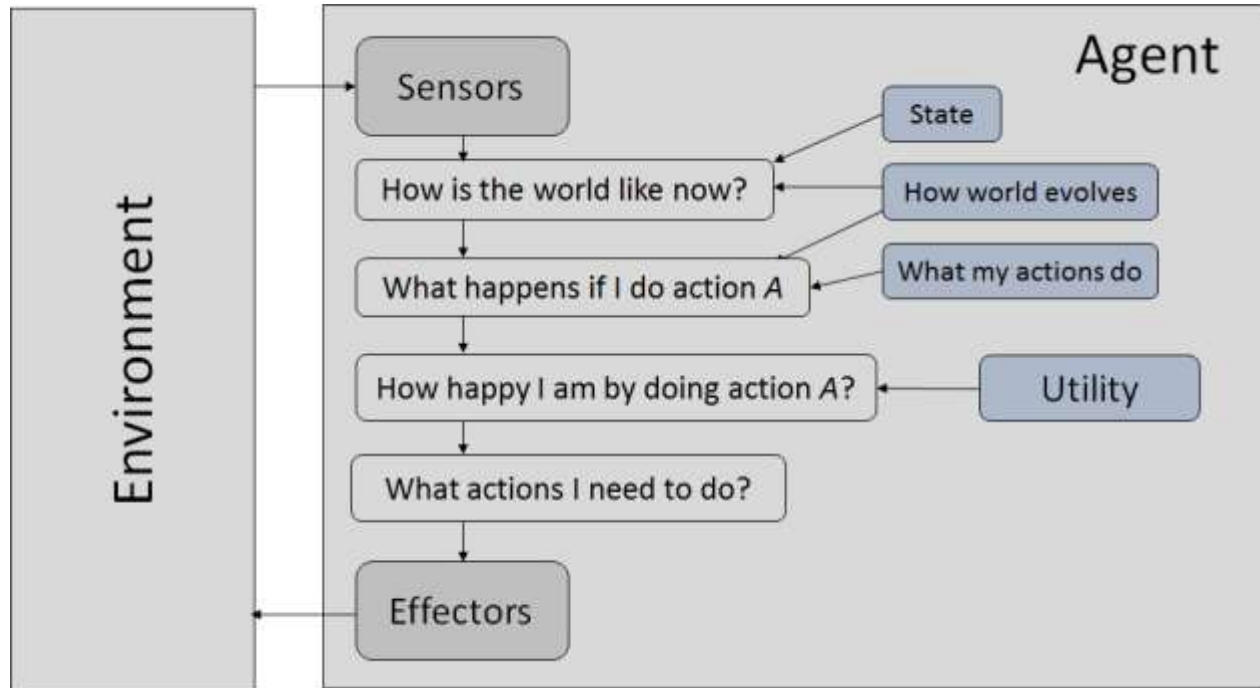 Environment
Agent
Sensors
State
How is the world like now?
How world evolves
What happens if I do action A
What my actions do
How happy I am by doing action A?
Utility
What actions I need to do?
Effectors